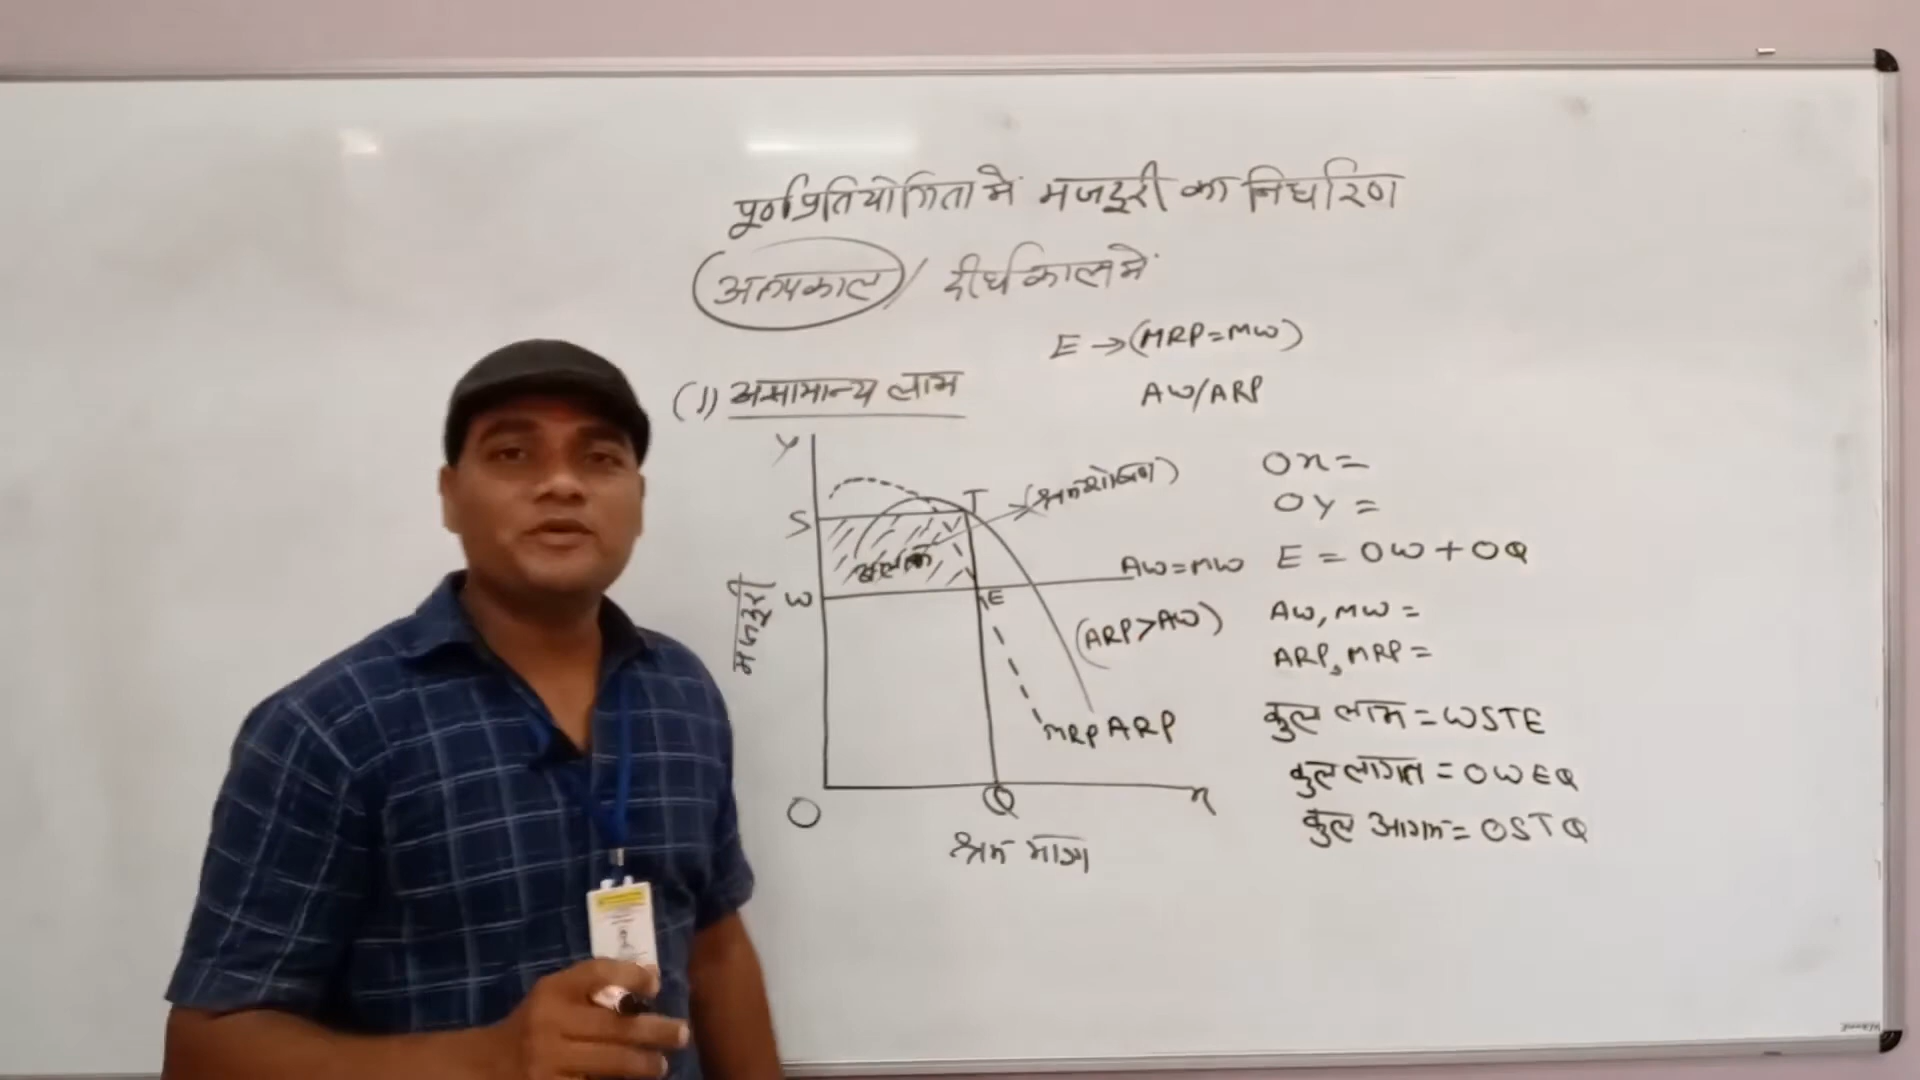 पूर्णप्रतियोगिता में मजदूरी का निर्धारण
अल्पकाल / दीर्घकाल में
E → (MRP=MW)
AW/ARP
(1) असामान्य लाभ
Y
S
T
(श्रमशोषण)
W
E
AW=MW
(ARP>AW)
मजदूरी
MRP ARP
O
Q
x
श्रम मात्रा
Ox =
OY =
E = OW + OQ
AW, MW =
ARP, MRP =
कुल लाभ = WSTE
कुल लागत = OWEQ
कुल आगम = OSTQ